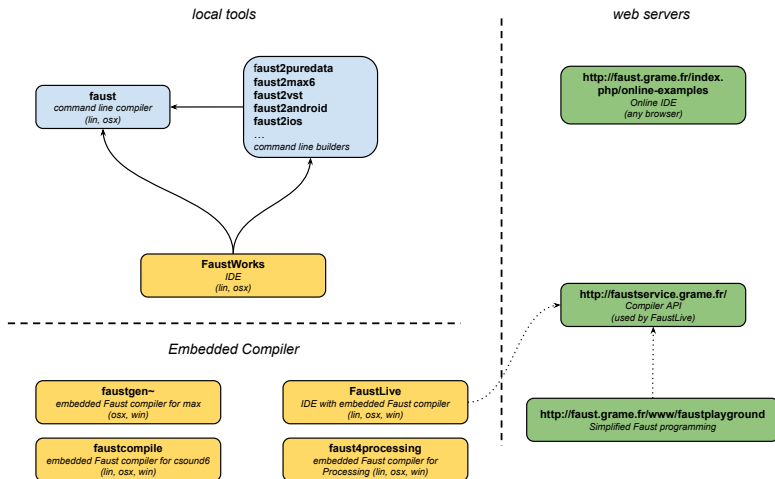 local tools
web servers
faust
command line compiler
(lin, osx)
faust2puredata
faust2max6
faust2vst
faust2android
faust2ios
...
command line builders
http://faust.grame.fr/index.
php/online-examples
Online IDE
(any browser)
FaustWorks
IDE
(lin, osx)
http://faustservice.grame.fr/
Compiler API
(used by FaustLive)
Embedded Compiler
faustgen~
embedded Faust compiler for max
(osx, win)
FaustLive
IDE with embedded Faust compiler
(lin, osx, win)
http://faust.grame.fr/www/faustplayground
Simplified Faust programming
faustcompile
embedded Faust compiler for csound6
(lin, osx, win)
faust4processing
embedded Faust compiler for
Processing (lin, osx, win)